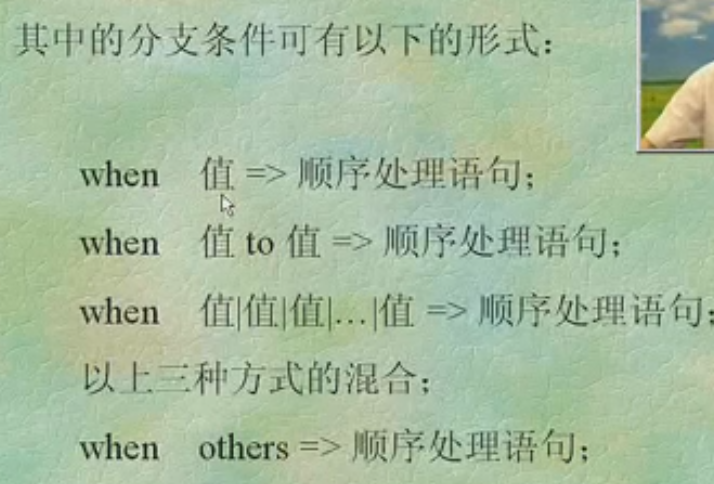 其中的分支条件可有以下的形式：
when 值 => 顺序处理语句；
when 值 to 值 => 顺序处理语句；
when 值|值|值|…|值 => 顺序处理语句；
以上三种方式的混合；
when others => 顺序处理语句；